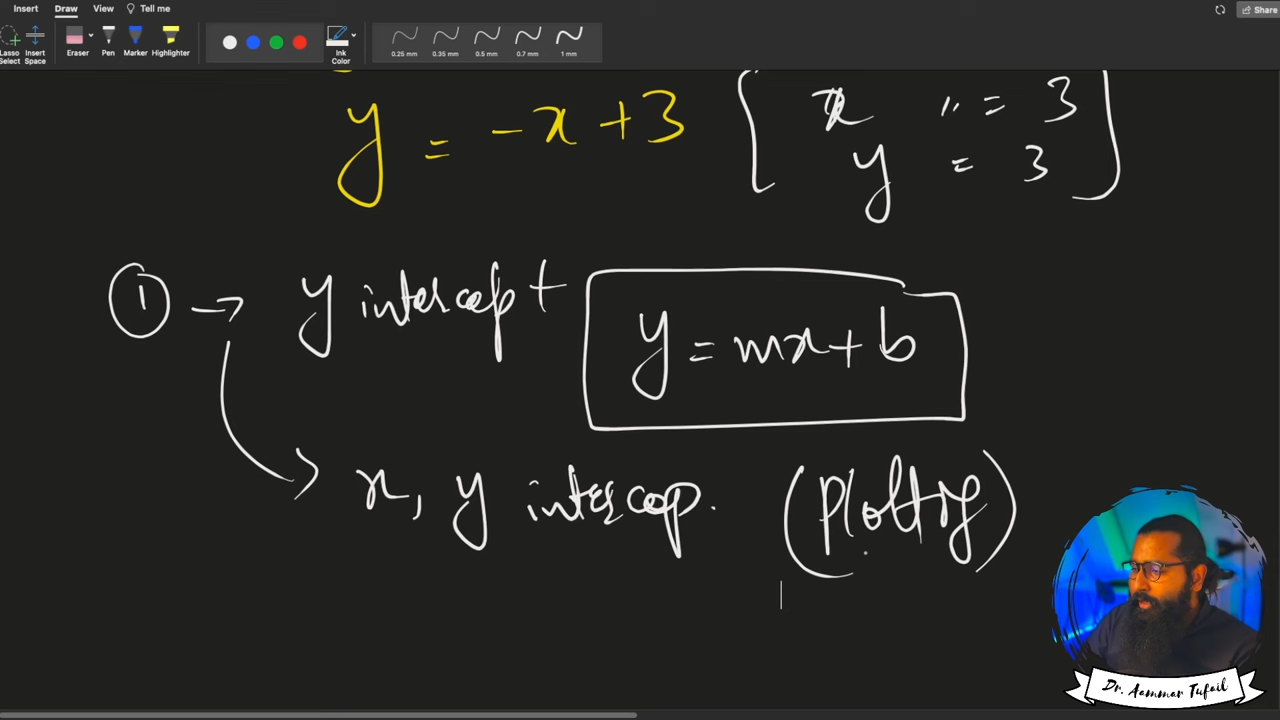 Insert Draw View Tell me
Share
Lasso Select
Insert Space
Eraser
Pen
Marker
Highlighter
Ink Color
0.25 mm
0.35 mm
0.5 mm
0.7 mm
1 mm
y = -x + 3
x " = 3
y = 3
1 → y intercept
y = mx + b
x, y intercep. (Plotting)
Dr. Aammar Tufail